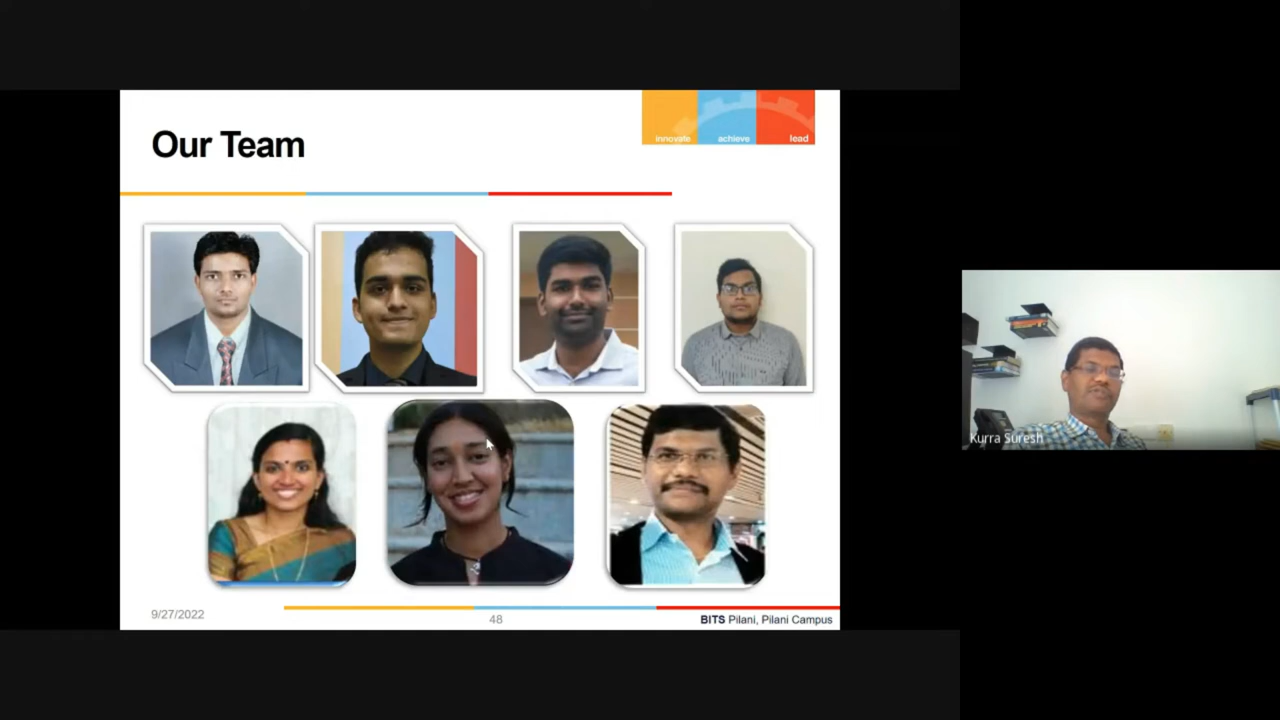 Our Team
innovate achieve lead
Kurra Suresh
9/27/2022 48 BITS Pilani, Pilani Campus